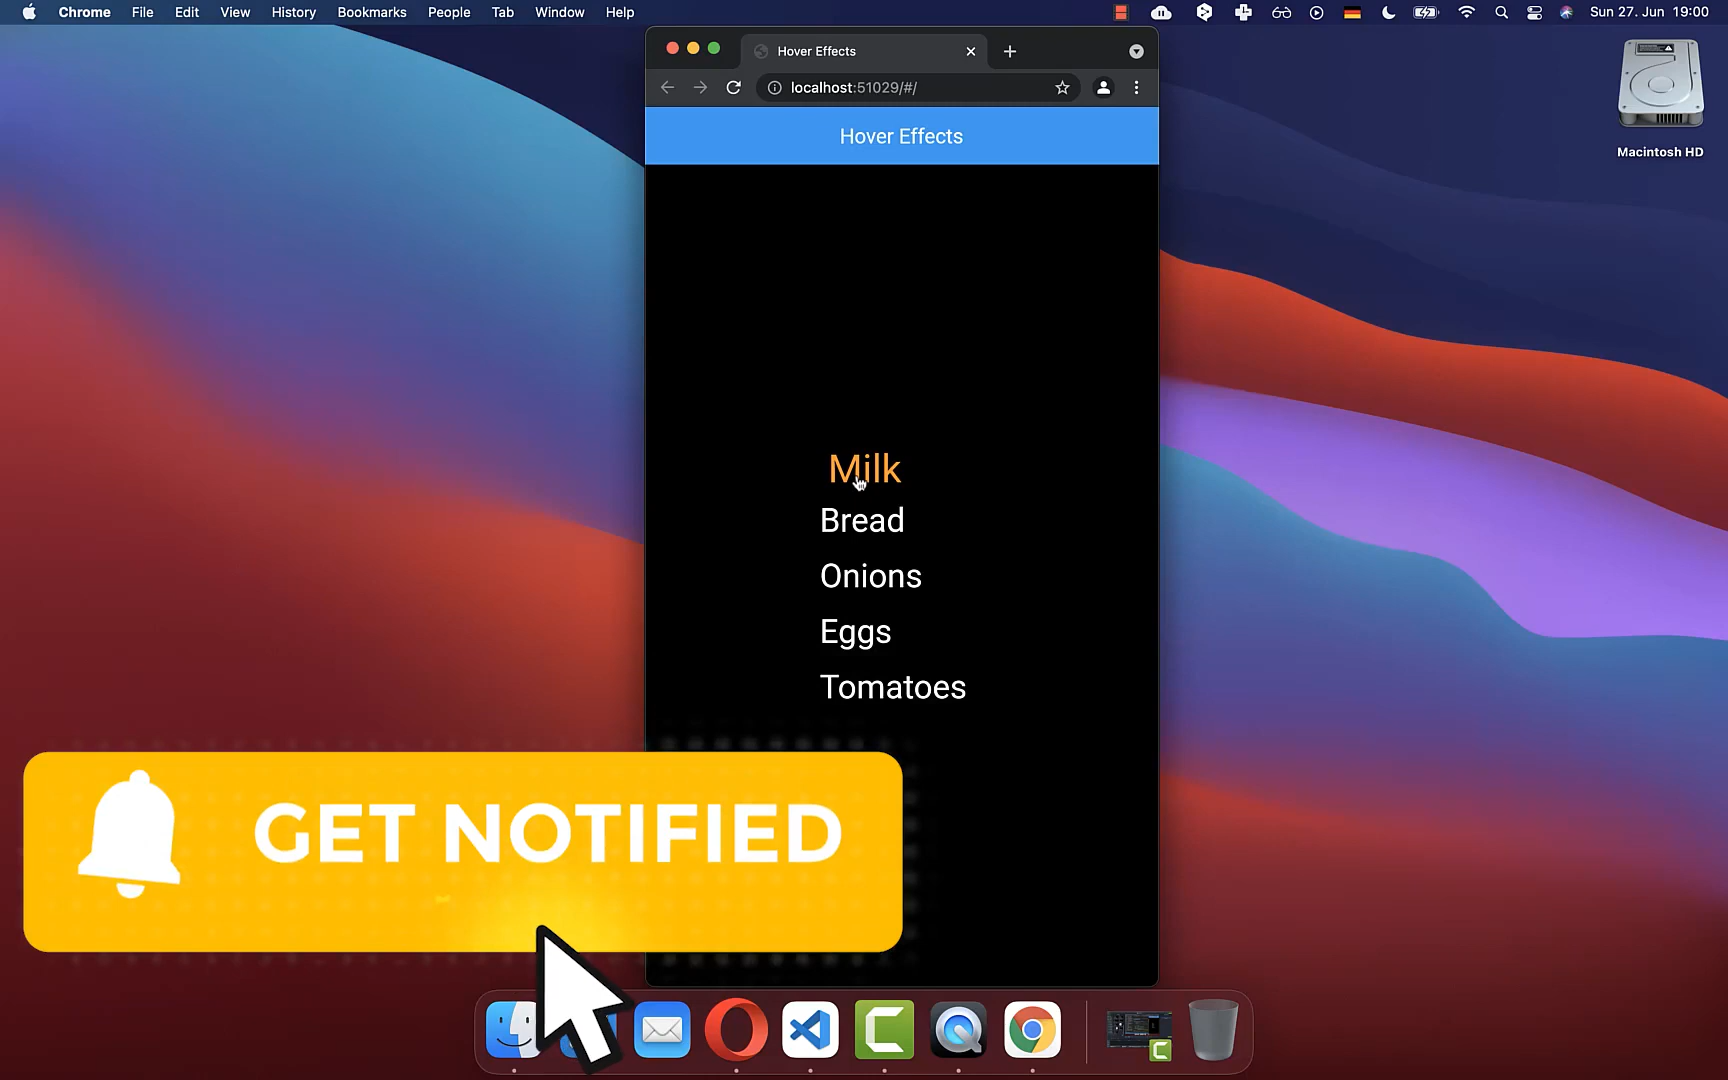 Chrome File Edit View History Bookmarks People Tab Window Help Sun 27. Jun 19:00
Hover Effects
localhost:51029/#/
Macintosh HD
Hover Effects
Milk
Bread
Onions
Eggs
Tomatoes
GET NOTIFIED